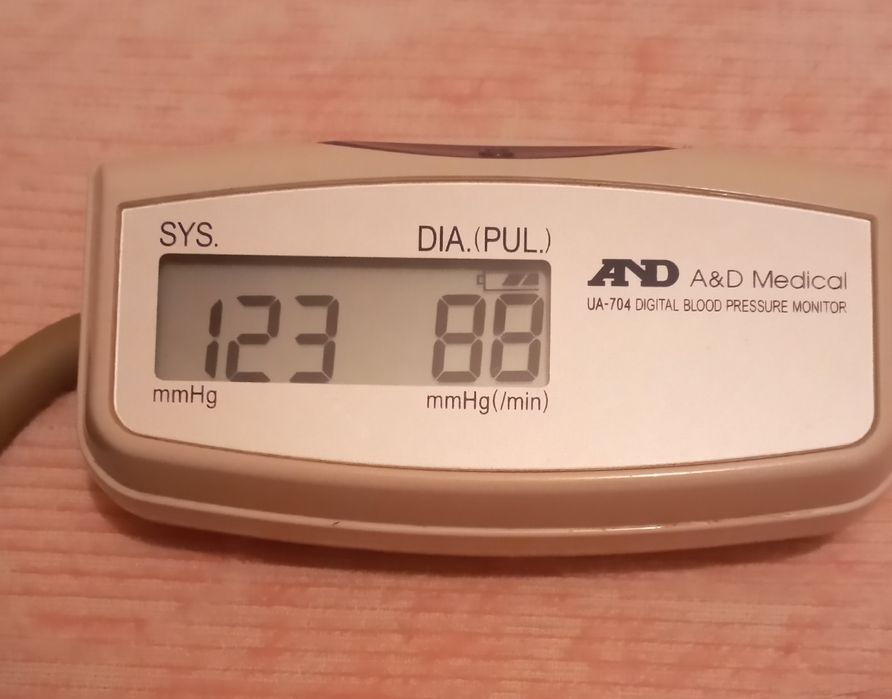 SYS. DIA.(PUL.)
AND A&D Medical
UA-704 DIGITAL BLOOD PRESSURE MONITOR
123 88
mmHg mmHg(/min)